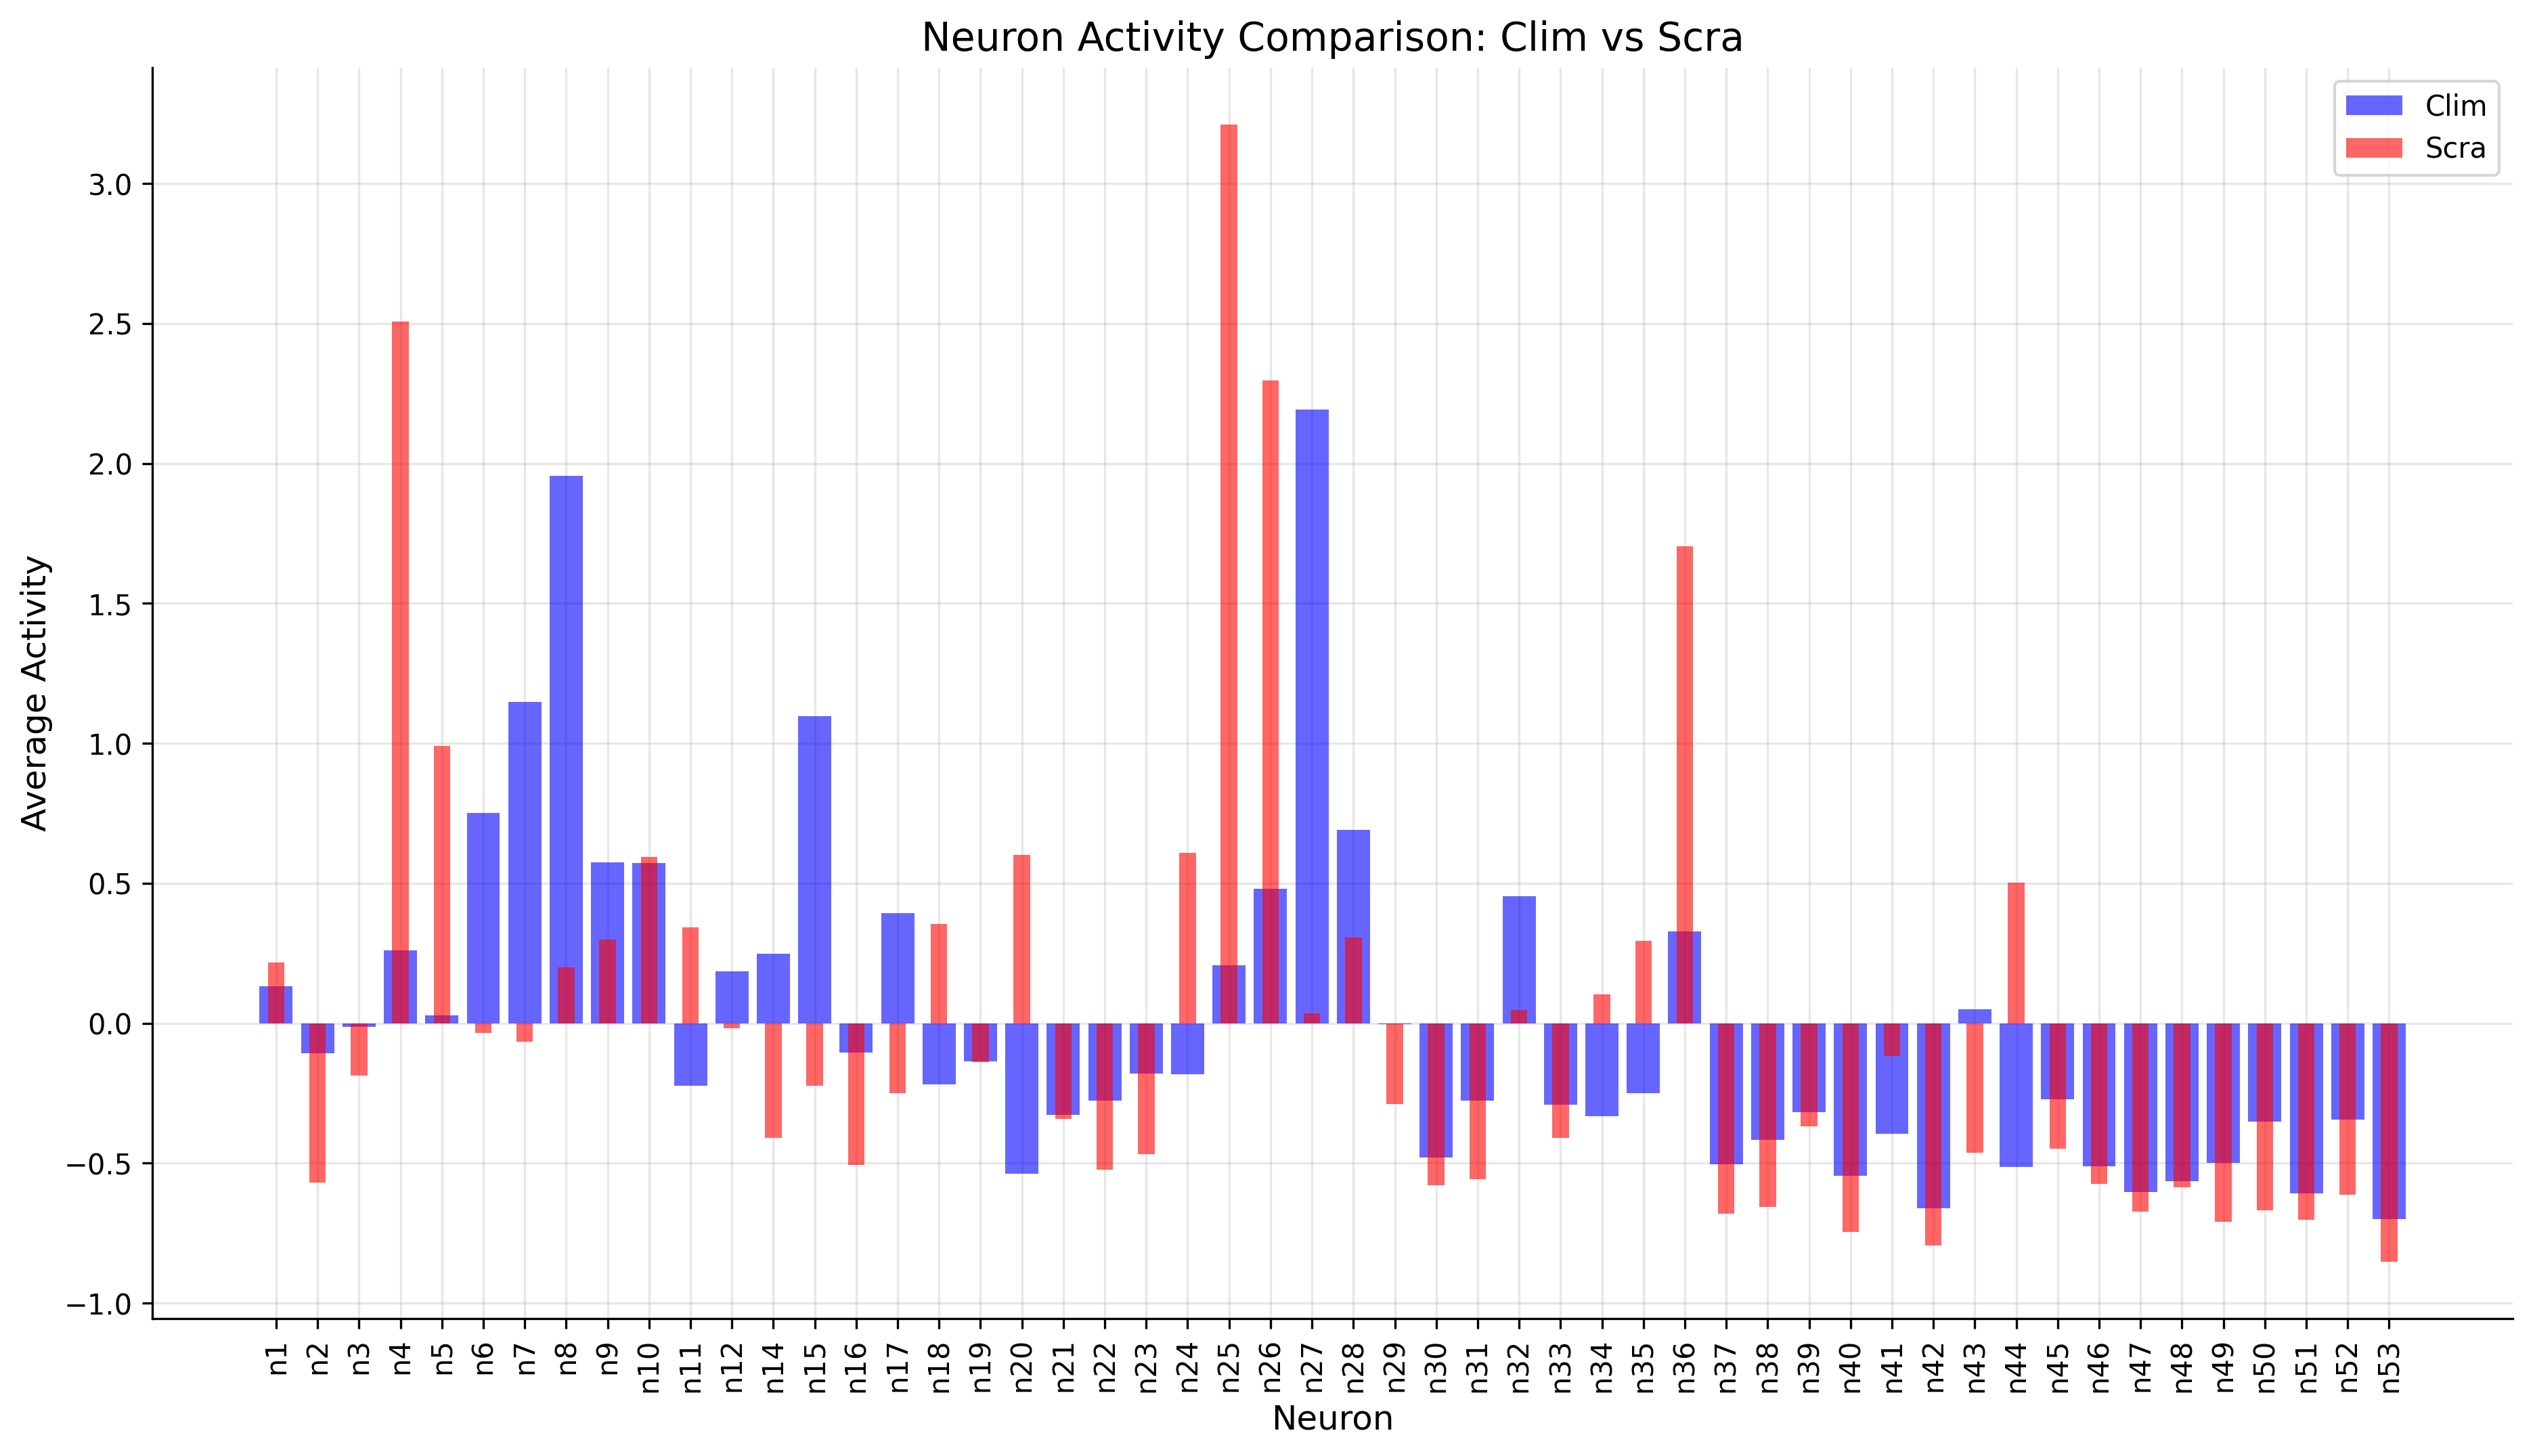 Neuron Activity Comparison: Clim vs Scra
Clim
Scra
Average Activity
3.0
2.5
2.0
1.5
1.0
0.5
0.0
−0.5
−1.0
n1 n2 n3 n4 n5 n6 n7 n8 n9 n10 n11 n12 n14 n15 n16 n17 n18 n19 n20 n21 n22 n23 n24 n25 n26 n27 n28 n29 n30 n31 n32 n33 n34 n35 n36 n37 n38 n39 n40 n41 n42 n43 n44 n45 n46 n47 n48 n49 n50 n51 n52 n53
Neuron